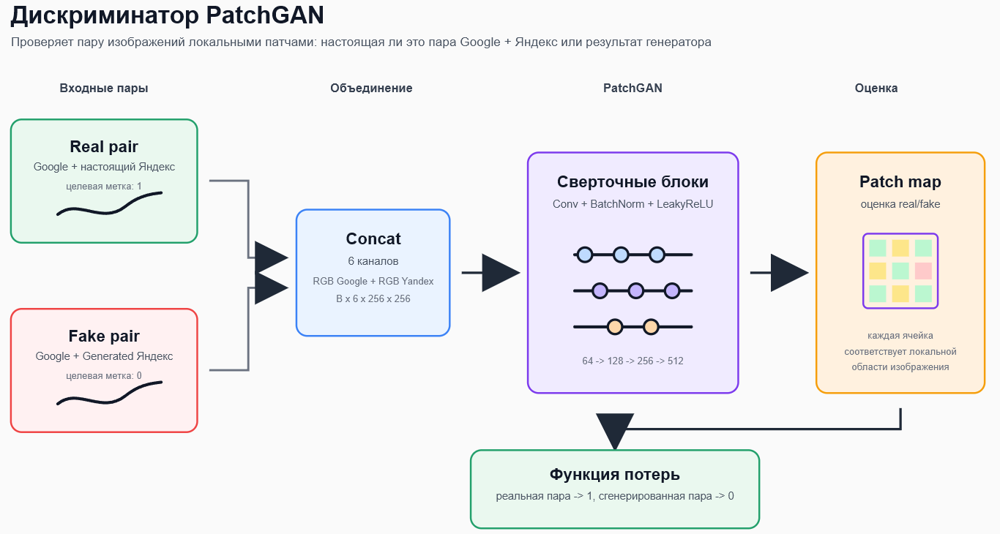 Дискриминатор PatchGAN
Проверяет пару изображений локальными патчами: настоящая ли это пара Google + Яндекс или результат генератора
Входные пары
Объединение
PatchGAN
Оценка
Real pair
Google + настоящий Яндекс
целевая метка: 1
Fake pair
Google + Generated Яндекс
целевая метка: 0
Concat
6 каналов
RGB Google + RGB Yandex
B x 6 x 256 x 256
Сверточные блоки
Conv + BatchNorm + LeakyReLU
64 -> 128 -> 256 -> 512
Patch map
оценка real/fake
каждая ячейка
соответствует локальной
области изображения
Функция потерь
реальная пара -> 1, сгенерированная пара -> 0